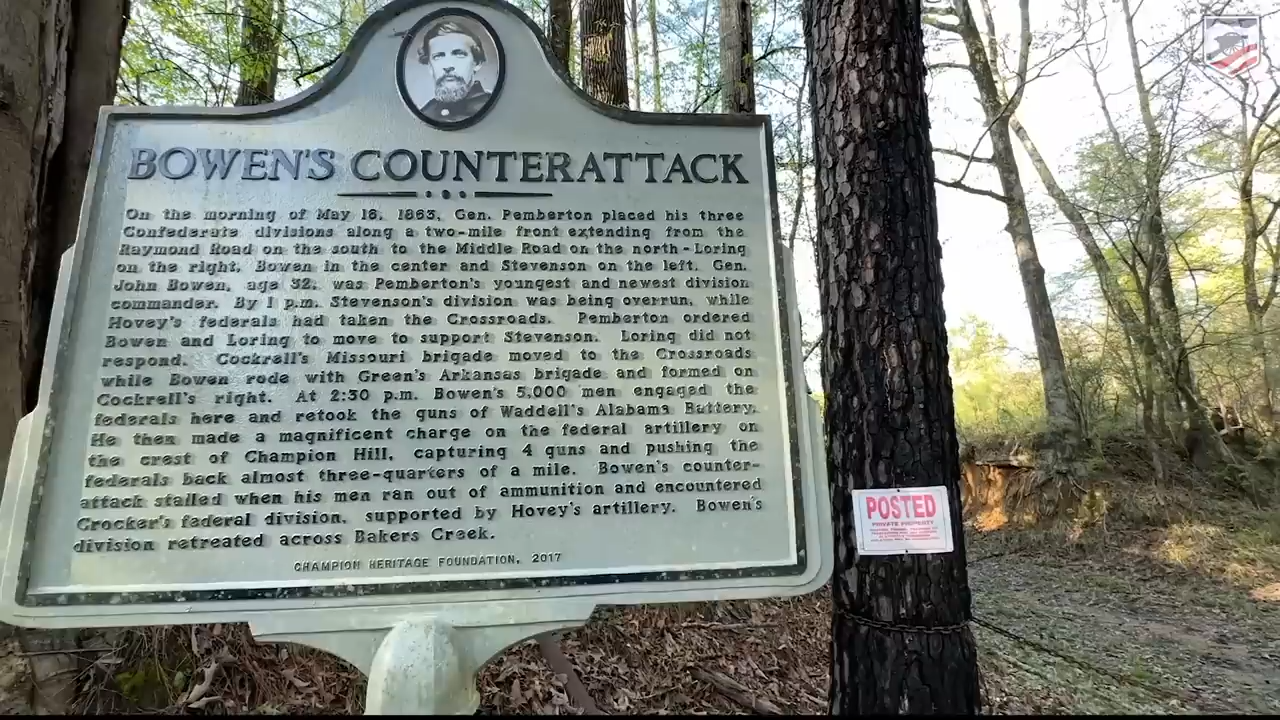 BOWEN'S COUNTERATTACK
On the morning of May 16, 1863, Gen. Pemberton placed his three
Confederate divisions along a two-mile front extending from the
Raymond Road on the south to the Middle Road on the north - Loring
on the right, Bowen in the center and Stevenson on the left. Gen.
John Bowen, age 32, was Pemberton's youngest and newest division
commander. By 1 p.m. Stevenson's division was being overrun, while
Hovey's federals had taken the Crossroads. Pemberton ordered
Bowen and Loring to move to support Stevenson. Loring did not
respond. Cockrell's Missouri brigade moved to the Crossroads
while Bowen rode with Green's Arkansas brigade and formed on
Cockrell's right. At 2:30 p.m. Bowen's 5,000 men engaged the
federals here and retook the guns of Waddell's Alabama Battery.
He then made a magnificent charge on the federal artillery on
the crest of Champion Hill, capturing 4 guns and pushing the
federals back almost three-quarters of a mile. Bowen's counter-
attack stalled when his men ran out of ammunition and encountered
Crocker's federal division, supported by Hovey's artillery. Bowen's
division retreated across Bakers Creek.
CHAMPION HERITAGE FOUNDATION, 2017
POSTED
PRIVATE PROPERTY